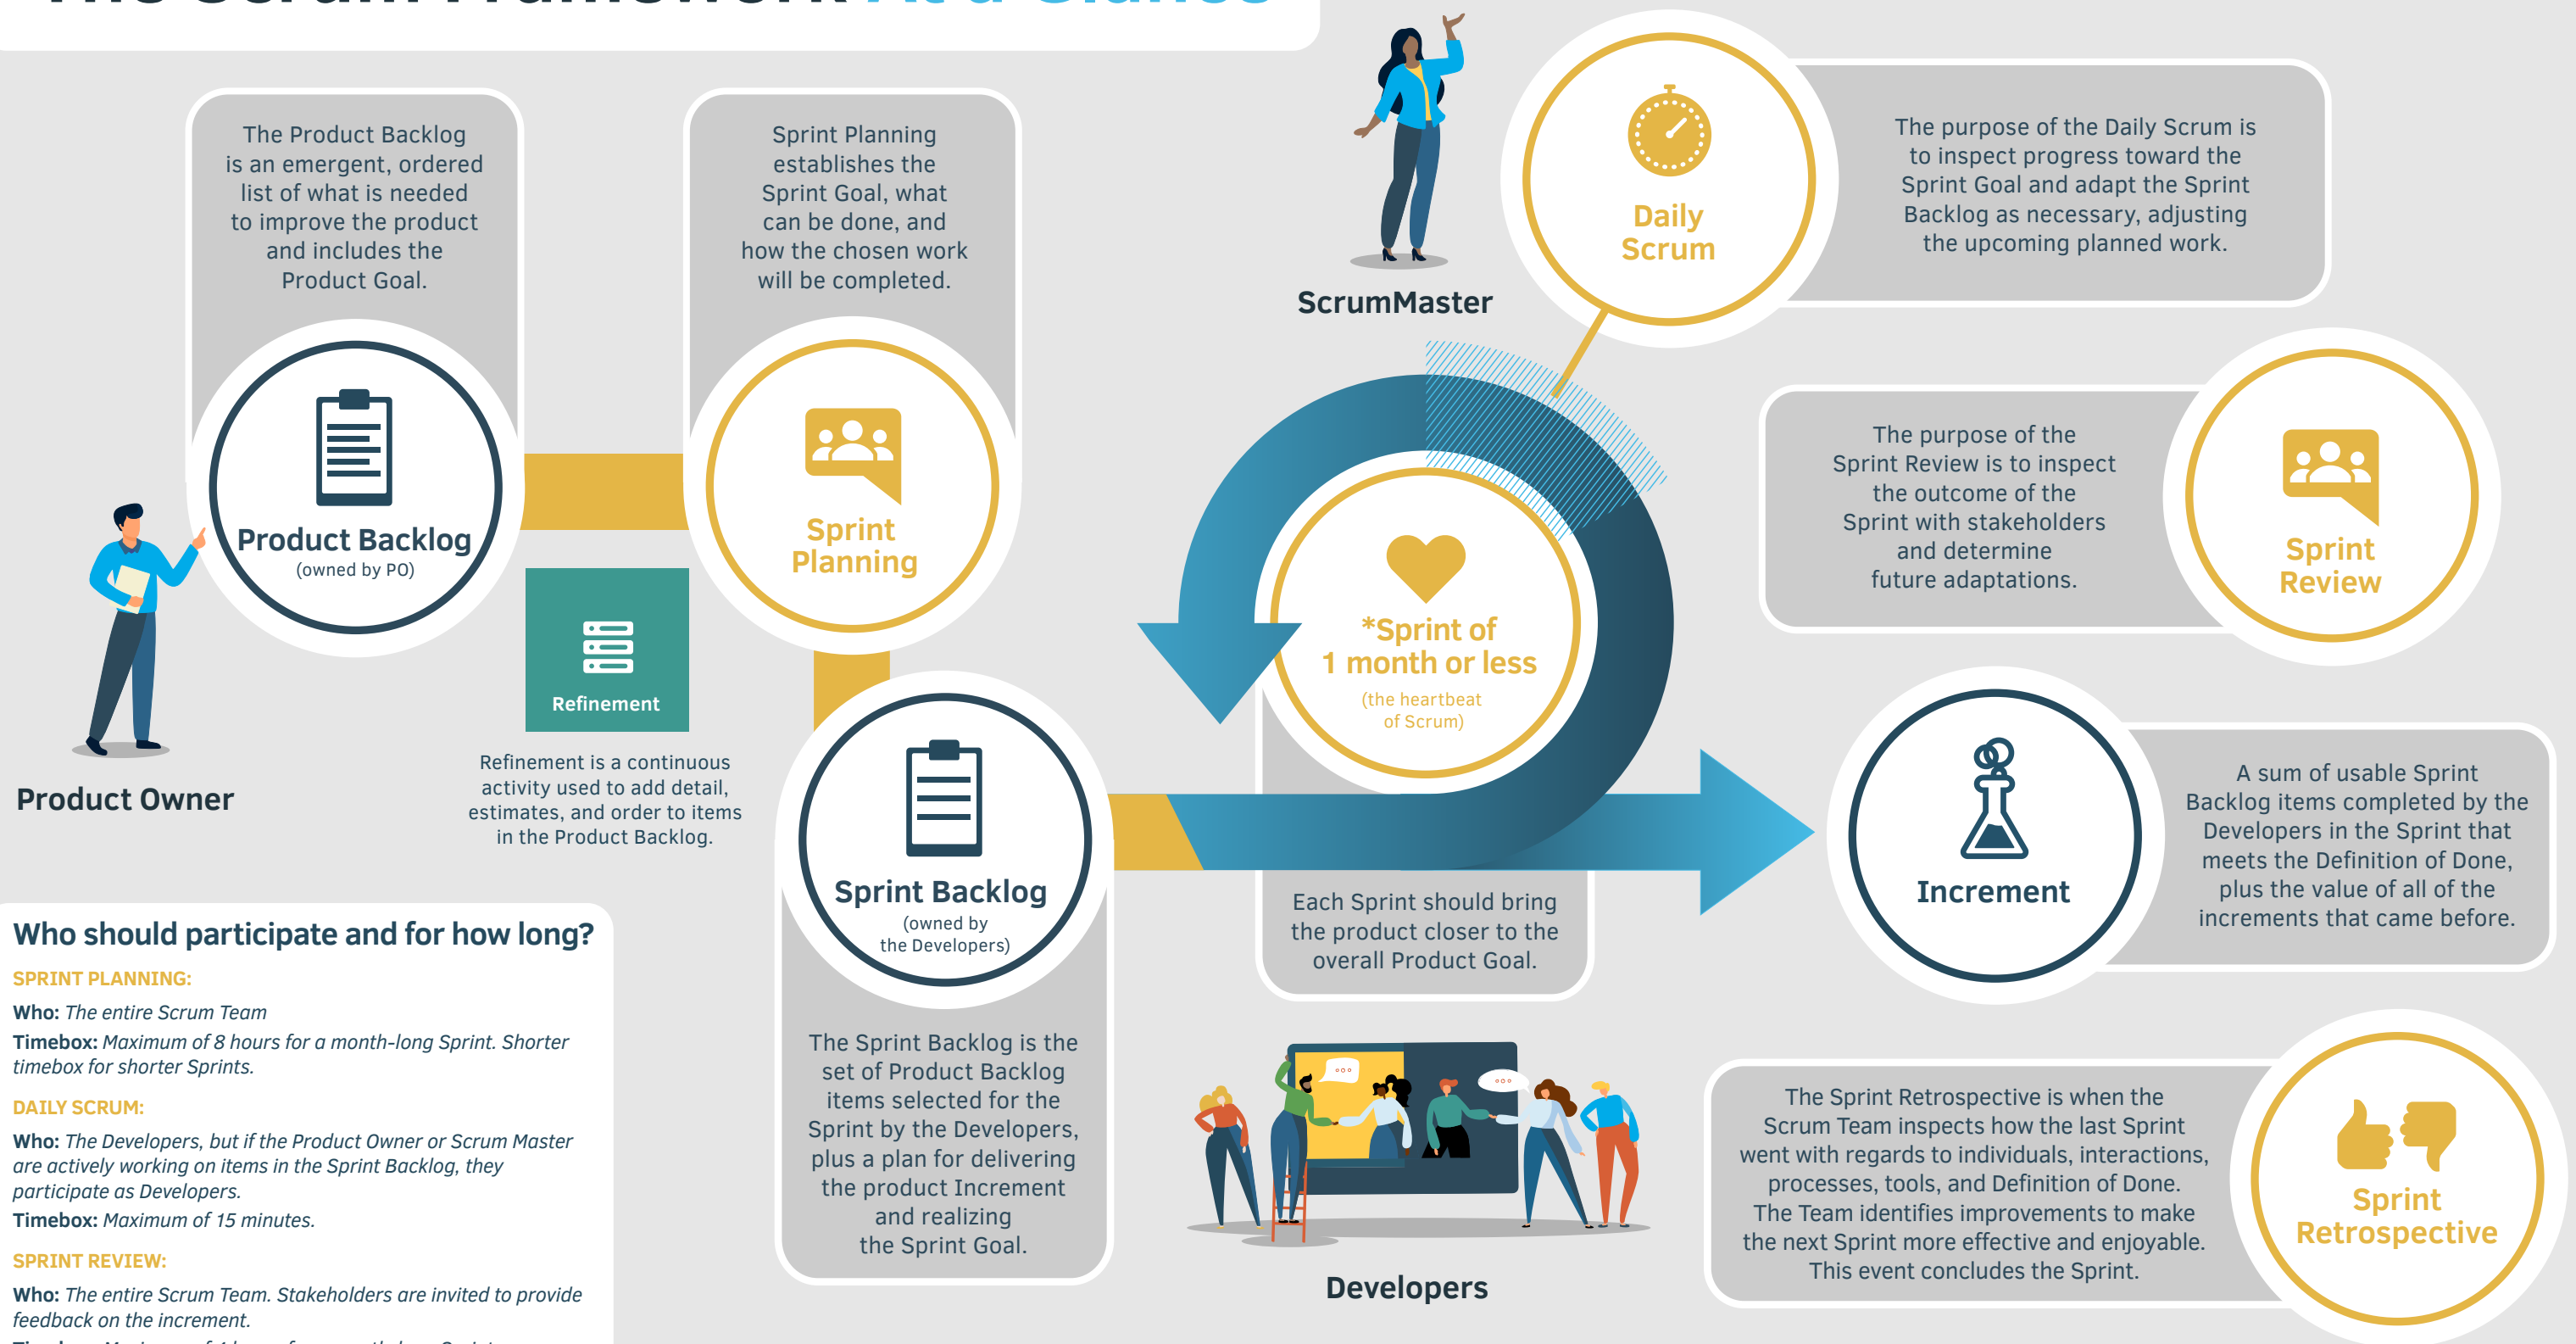 The Scrum Framework At a Glance
The Product Backlog
is an emergent, ordered
list of what is needed
to improve the product
and includes the
Product Goal.
Product Backlog
(owned by PO)
Product Owner
Sprint Planning
establishes the
Sprint Goal, what
can be done, and
how the chosen work
will be completed.
Sprint
Planning
Refinement
Refinement is a continuous
activity used to add detail,
estimates, and order to items
in the Product Backlog.
Sprint Backlog
(owned by
the Developers)
The Sprint Backlog is the
set of Product Backlog
items selected for the
Sprint by the Developers,
plus a plan for delivering
the product Increment
and realizing
the Sprint Goal.
ScrumMaster
Daily
Scrum
The purpose of the Daily Scrum is
to inspect progress toward the
Sprint Goal and adapt the Sprint
Backlog as necessary, adjusting
the upcoming planned work.
*Sprint of
1 month or less
(the heartbeat
of Scrum)
Each Sprint should bring
the product closer to the
overall Product Goal.
Developers
The purpose of the
Sprint Review is to inspect
the outcome of the
Sprint with stakeholders
and determine
future adaptations.
Sprint
Review
Increment
A sum of usable Sprint
Backlog items completed by the
Developers in the Sprint that
meets the Definition of Done,
plus the value of all of the
increments that came before.
The Sprint Retrospective is when the
Scrum Team inspects how the last Sprint
went with regards to individuals, interactions,
processes, tools, and Definition of Done.
The Team identifies improvements to make
the next Sprint more effective and enjoyable.
This event concludes the Sprint.
Sprint
Retrospective
Who should participate and for how long?
SPRINT PLANNING:
Who: The entire Scrum Team
Timebox: Maximum of 8 hours for a month-long Sprint. Shorter
timebox for shorter Sprints.
DAILY SCRUM:
Who: The Developers, but if the Product Owner or Scrum Master
are actively working on items in the Sprint Backlog, they
participate as Developers.
Timebox: Maximum of 15 minutes.
SPRINT REVIEW:
Who: The entire Scrum Team. Stakeholders are invited to provide
feedback on the increment.